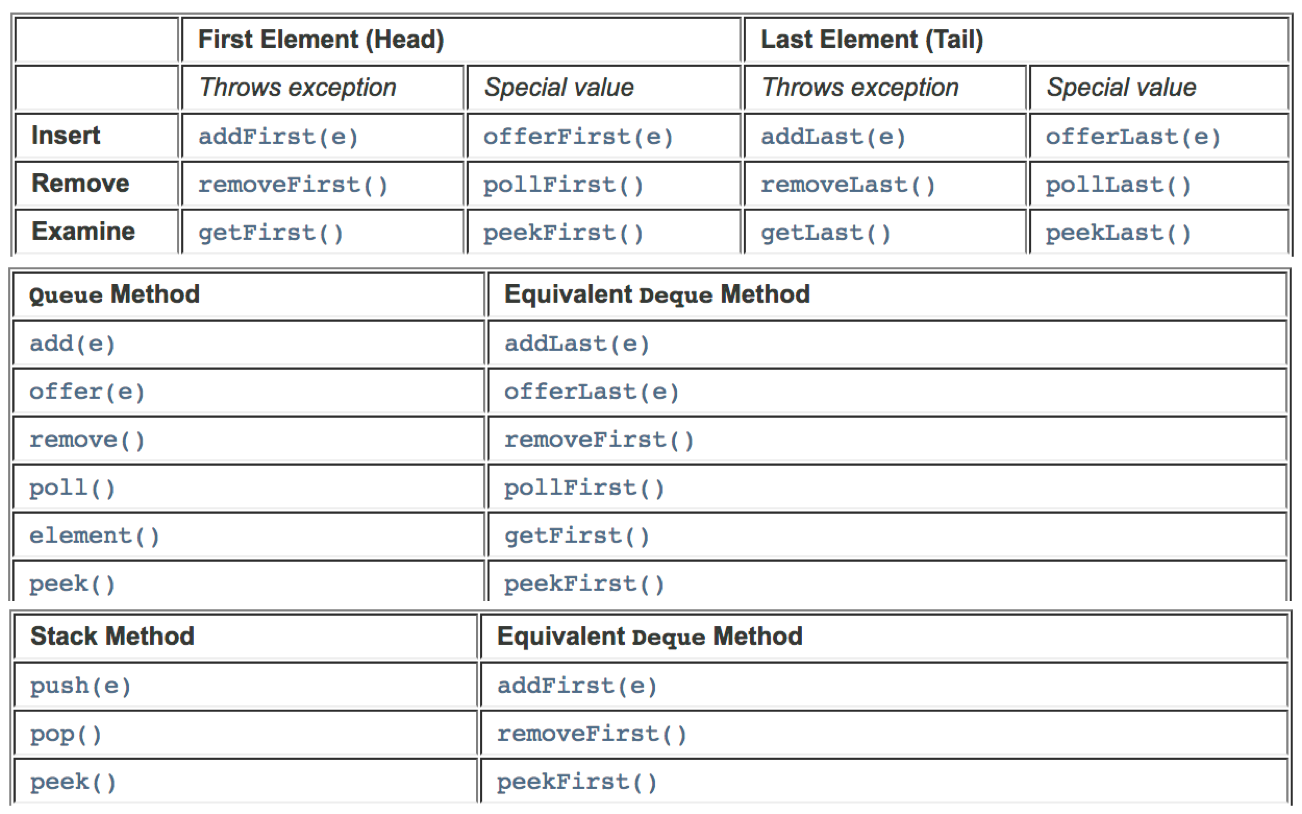 First Element (Head) Last Element (Tail)
Throws exception Special value Throws exception Special value
Insert addFirst(e) offerFirst(e) addLast(e) offerLast(e)
Remove removeFirst() pollFirst() removeLast() pollLast()
Examine getFirst() peekFirst() getLast() peekLast()
Queue Method Equivalent Deque Method
add(e) addLast(e)
offer(e) offerLast(e)
remove() removeFirst()
poll() pollFirst()
element() getFirst()
peek() peekFirst()
Stack Method Equivalent Deque Method
push(e) addFirst(e)
pop() removeFirst()
peek() peekFirst()